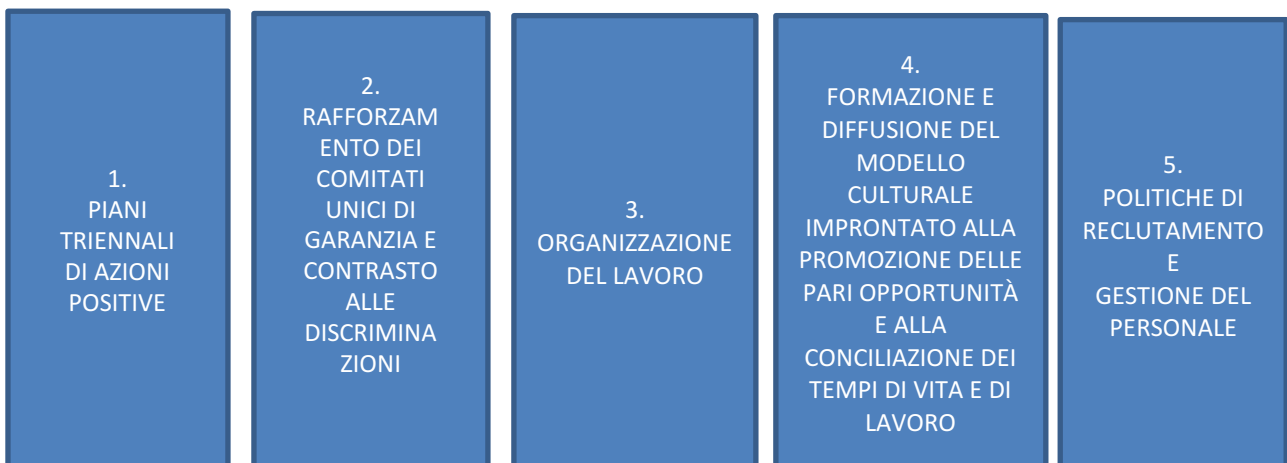 1.
PIANI
TRIENNALI
DI AZIONI
POSITIVE
2.
RAFFORZAM
ENTO DEI
COMITATI
UNICI DI
GARANZIA E
CONTRASTO
ALLE
DISCRIMINA
ZIONI
3.
ORGANIZZAZIONE
DEL LAVORO
4.
FORMAZIONE E
DIFFUSIONE DEL
MODELLO
CULTURALE
IMPRONTATO ALLA
PROMOZIONE DELLE
PARI OPPORTUNITÀ
E ALLA
CONCILIAZIONE DEI
TEMPI DI VITA E DI
LAVORO
5.
POLITICHE DI
RECLUTAMENTO
E
GESTIONE DEL
PERSONALE